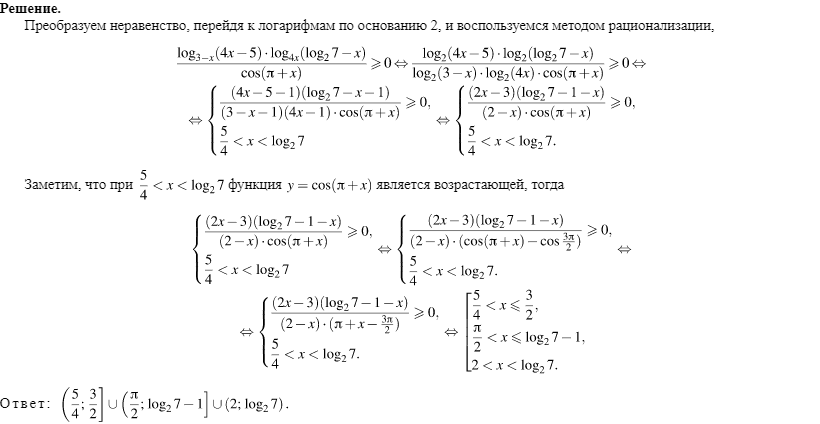 Решение.
Преобразуем неравенство, перейдя к логарифмам по основанию 2, и воспользуемся методом рационализации,
\frac{\log_{3-x}(4x-5)\cdot\log_{4x}(\log_2 7-x)}{\cos(\pi+x)} \geqslant 0 \Leftrightarrow \frac{\log_2(4x-5)\cdot\log_2(\log_2 7-x)}{\log_2(3-x)\cdot\log_2(4x)\cdot\cos(\pi+x)} \geqslant 0 \Leftrightarrow
\Leftrightarrow \begin{cases} \frac{(4x-5-1)(\log_2 7-x-1)}{(3-x-1)(4x-1)\cdot\cos(\pi+x)} \geqslant 0, \\ \frac{5}{4} < x < \log_2 7 \end{cases} \Leftrightarrow \begin{cases} \frac{(2x-3)(\log_2 7-1-x)}{(2-x)\cdot\cos(\pi+x)} \geqslant 0, \\ \frac{5}{4} < x < \log_2 7. \end{cases}
Заметим, что при \frac{5}{4} < x < \log_2 7 функция y = \cos(\pi+x) является возрастающей, тогда
\begin{cases} \frac{(2x-3)(\log_2 7-1-x)}{(2-x)\cdot\cos(\pi+x)} \geqslant 0, \\ \frac{5}{4} < x < \log_2 7 \end{cases} \Leftrightarrow \begin{cases} \frac{(2x-3)(\log_2 7-1-x)}{(2-x)\cdot(\cos(\pi+x)-\cos\frac{3\pi}{2})} \geqslant 0, \\ \frac{5}{4} < x < \log_2 7. \end{cases} \Leftrightarrow
\Leftrightarrow \begin{cases} \frac{(2x-3)(\log_2 7-1-x)}{(2-x)\cdot(\pi+x-\frac{3\pi}{2})} \geqslant 0, \\ \frac{5}{4} < x < \log_2 7. \end{cases} \Leftrightarrow \left[ \begin{array}{l} \frac{5}{4} < x \leqslant \frac{3}{2}, \\ \frac{\pi}{2} < x \leqslant \log_2 7-1, \\ 2 < x < \log_2 7. \end{array} \right.
Ответ: \left(\frac{5}{4};\frac{3}{2}\right] \cup \left(\frac{\pi}{2};\log_2 7-1\right] \cup (2;\log_2 7).